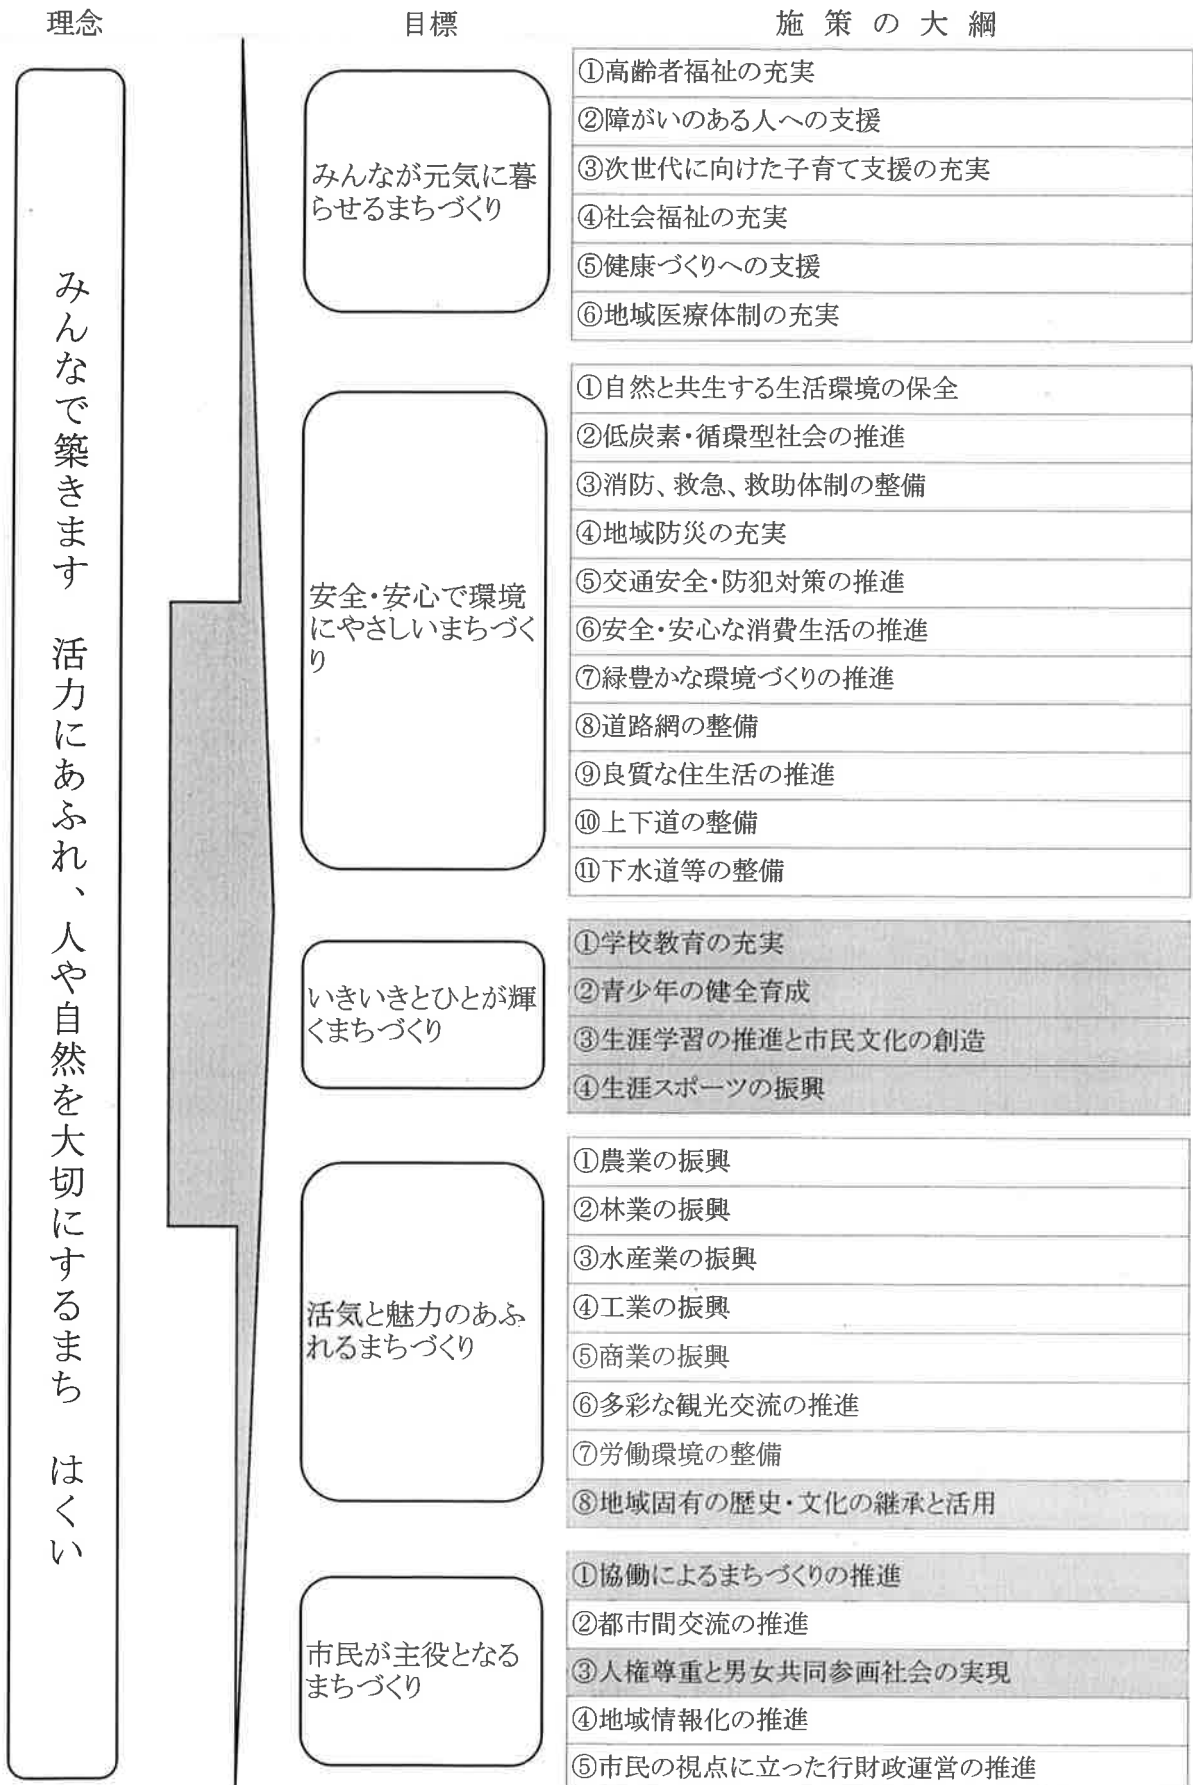 理念
目標
施策の大綱
みんなで築きます　活力にあふれ、人や自然を大切にするまち　はくい
みんなが元気に暮
らせるまちづくり
①高齢者福祉の充実
②障がいのある人への支援
③次世代に向けた子育て支援の充実
④社会福祉の充実
⑤健康づくりへの支援
⑥地域医療体制の充実
安全・安心で環境
にやさしいまちづく
り
①自然と共生する生活環境の保全
②低炭素・循環型社会の推進
③消防、救急、救助体制の整備
④地域防災の充実
⑤交通安全・防犯対策の推進
⑥安全・安心な消費生活の推進
⑦緑豊かな環境づくりの推進
⑧道路網の整備
⑨良質な住生活の推進
⑩上下道の整備
⑪下水道等の整備
いきいきとひとが輝
くまちづくり
①学校教育の充実
②青少年の健全育成
③生涯学習の推進と市民文化の創造
④生涯スポーツの振興
活気と魅力のあふ
れるまちづくり
①農業の振興
②林業の振興
③水産業の振興
④工業の振興
⑤商業の振興
⑥多彩な観光交流の推進
⑦労働環境の整備
⑧地域固有の歴史・文化の継承と活用
市民が主役となる
まちづくり
①協働によるまちづくりの推進
②都市間交流の推進
③人権尊重と男女共同参画社会の実現
④地域情報化の推進
⑤市民の視点に立った行財政運営の推進